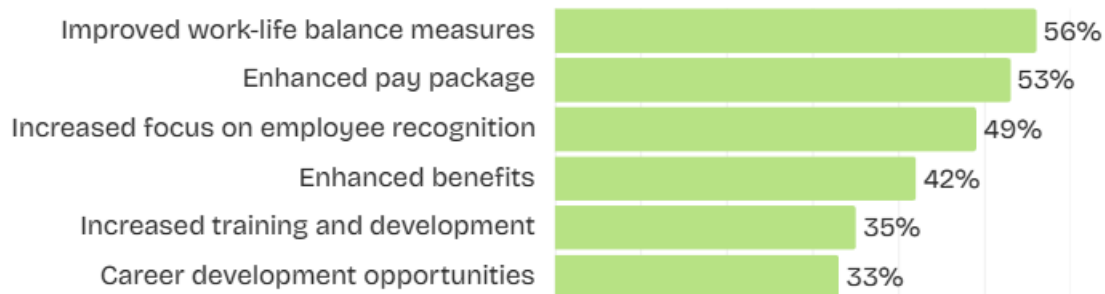 Improved work-life balance measures 56%
Enhanced pay package 53%
Increased focus on employee recognition 49%
Enhanced benefits 42%
Increased training and development 35%
Career development opportunities 33%